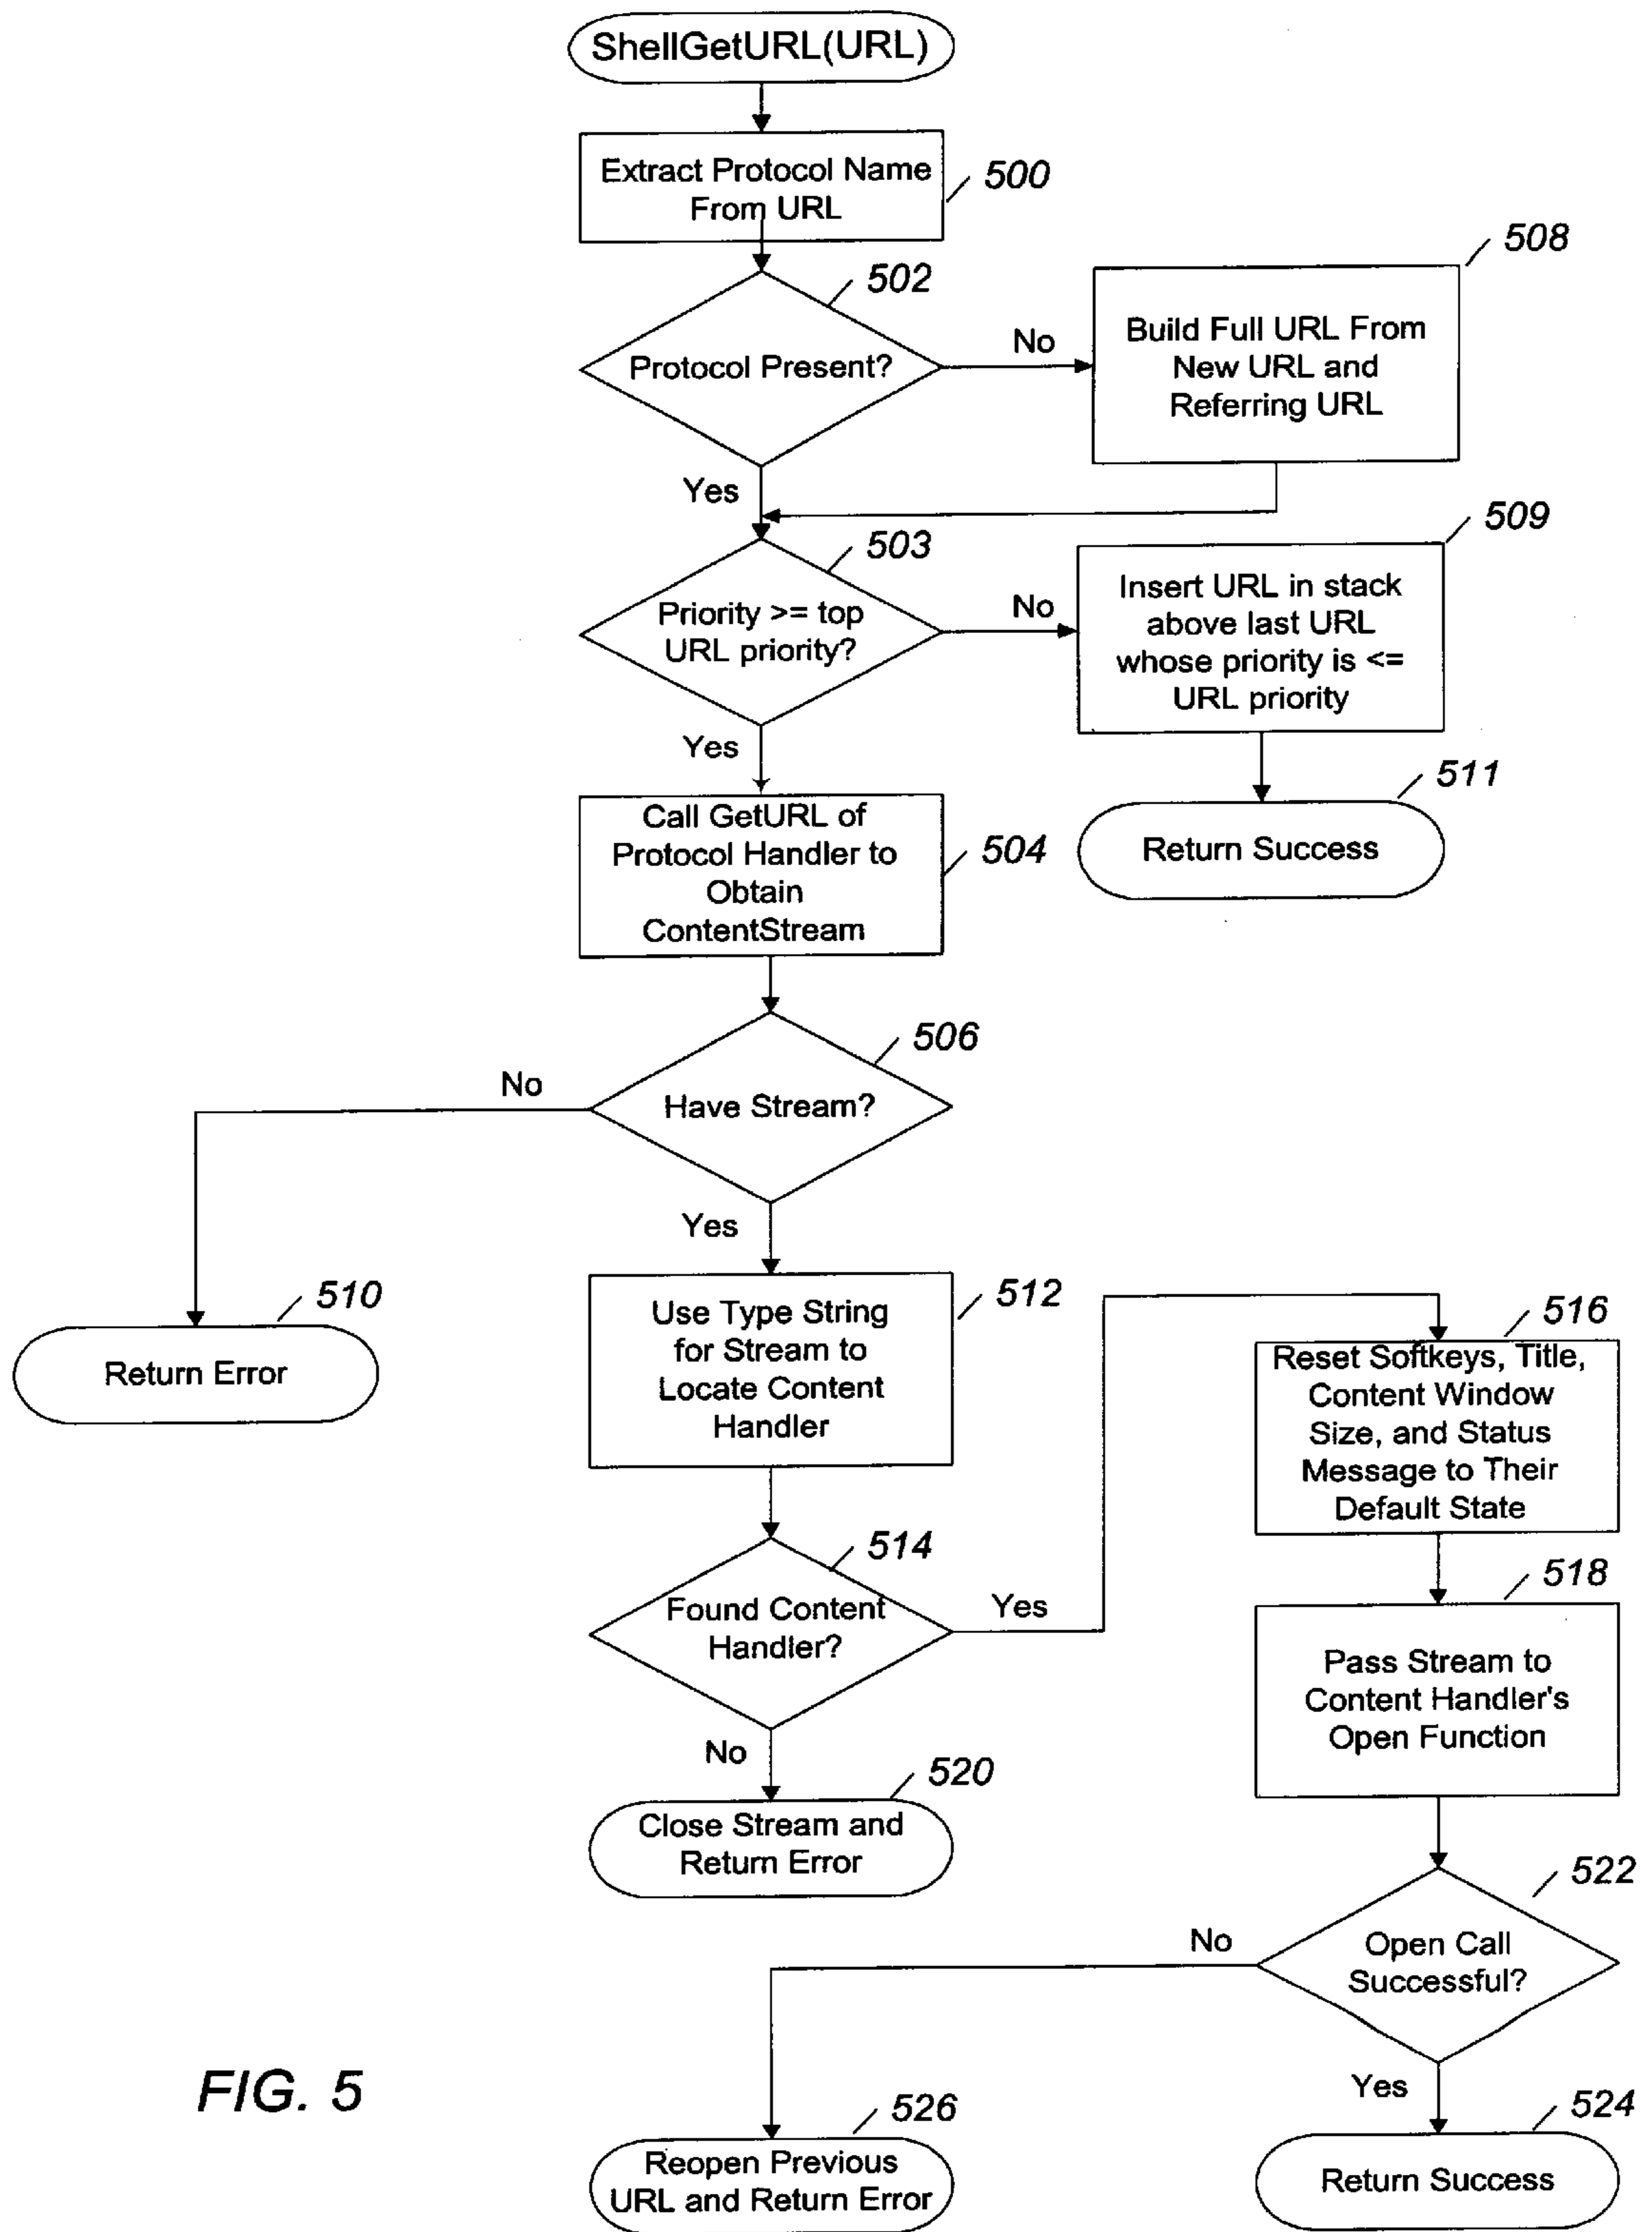 ShellGetURL(URL)
Extract Protocol Name
From URL
500
502
Protocol Present?
No
508
Build Full URL From
New URL and
Referring URL
Yes
503
Priority >= top
URL priority?
No
509
Insert URL in stack
above last URL
whose priority is <=
URL priority
Yes
511
Return Success
Call GetURL of
Protocol Handler to
Obtain
ContentStream
504
506
Have Stream?
No
Yes
510
Return Error
512
Use Type String
for Stream to
Locate Content
Handler
514
Found Content
Handler?
Yes
516
Reset Softkeys, Title,
Content Window
Size, and Status
Message to Their
Default State
518
Pass Stream to
Content Handler's
Open Function
No
520
Close Stream and
Return Error
522
Open Call
Successful?
No
Yes
526
Reopen Previous
URL and Return Error
524
Return Success
FIG. 5